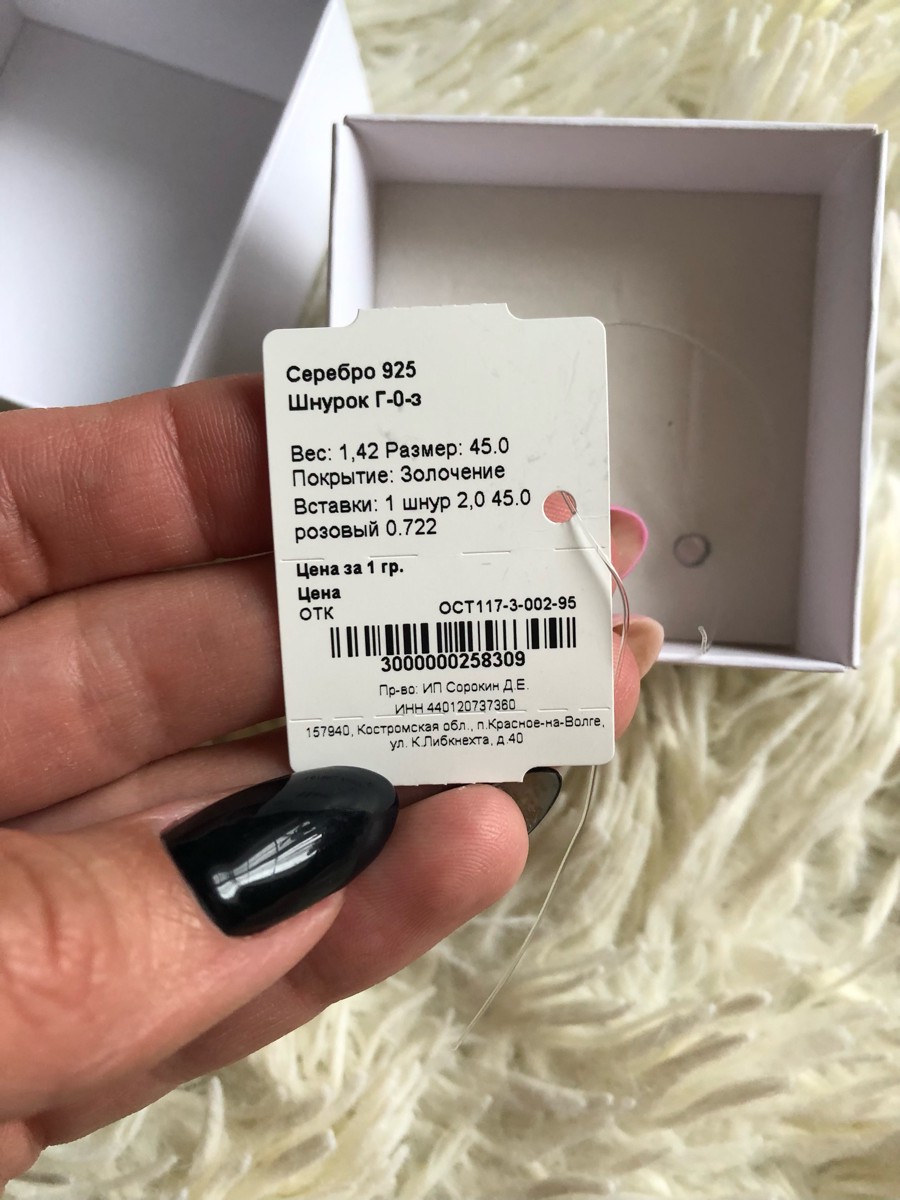 Серебро 925
Шнурок Г-0-з
Вес: 1,42 Размер: 45.0
Покрытие: Золочение
Вставки: 1 шнур 2,0 45.0
розовый 0.722
Цена за 1 гр.
Цена
ОТК ОСТ117-3-002-95
3000000258309
Пр-во: ИП Сорокин Д.Е.
ИНН 440120737360
157940, Костромская обл., п.Красное-на-Волге,
ул. К.Либкнехта, д.40